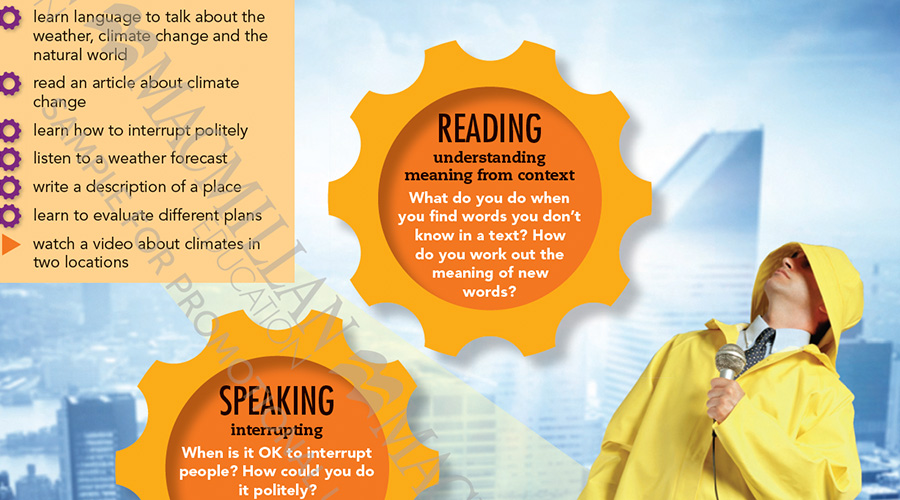 learn language to talk about the
weather, climate change and the
natural world
read an article about climate
change
learn how to interrupt politely
listen to a weather forecast
write a description of a place
learn to evaluate different plans
watch a video about climates in
two locations
READING
understanding
meaning from context
What do you do when
you find words you don’t
know in a text? How
do you work out the
meaning of new
words?
SPEAKING
interrupting
When is it OK to interrupt
people? How could you do
it politely?
MACMILLAN
EDUCATION
SAMPLE FOR PROMOTION